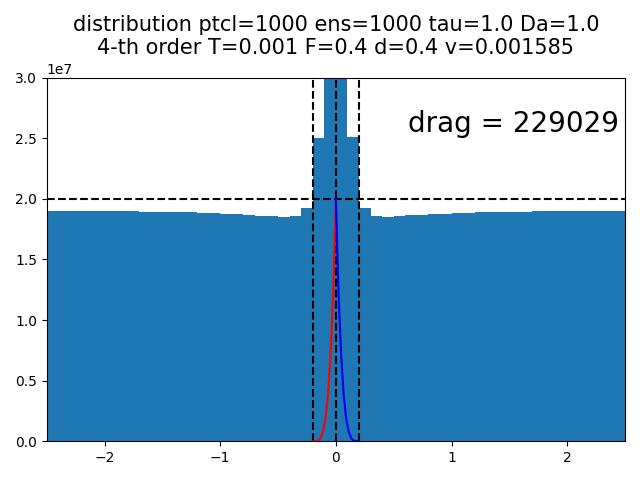 distribution ptcl=1000 ens=1000 tau=1.0 Da=1.0
4-th order T=0.001 F=0.4 d=0.4 v=0.001585
1e7
3.0
drag = 229029
2.5
2.0
1.5
1.0
0.5
0.0
−2 −1 0 1 2